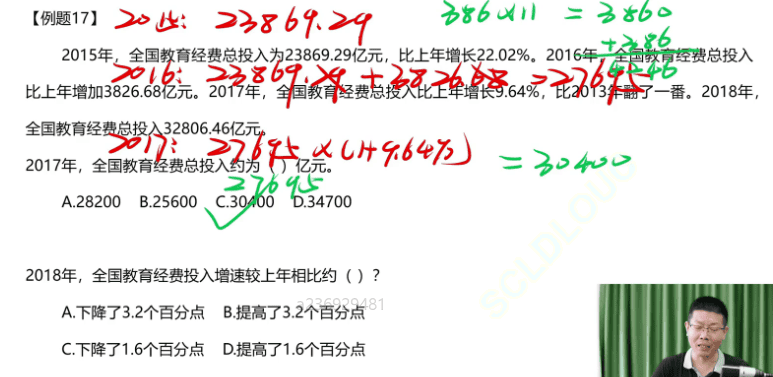 【例题17】 2015: 23869.29 386×11 = 3860
+386
4246
2015年，全国教育经费总投入为23869.29亿元，比上年增长22.02%。2016年，全国教育经费总投入
2016: 23869.29+3826.68=27695
比上年增加3826.68亿元。2017年，全国教育经费总投入比上年增长9.64%，比2013年翻了一番。2018年，
全国教育经费总投入32806.46亿元。
2017: 27695×(1+9.64%) = 30400
2017年，全国教育经费总投入约为（ ）亿元。
27695
A.28200 B.25600 C.30400 D.34700
2018年，全国教育经费投入增速较上年相比约（ ）？
a236929481
A.下降了3.2个百分点 B.提高了3.2个百分点
C.下降了1.6个百分点 D.提高了1.6个百分点